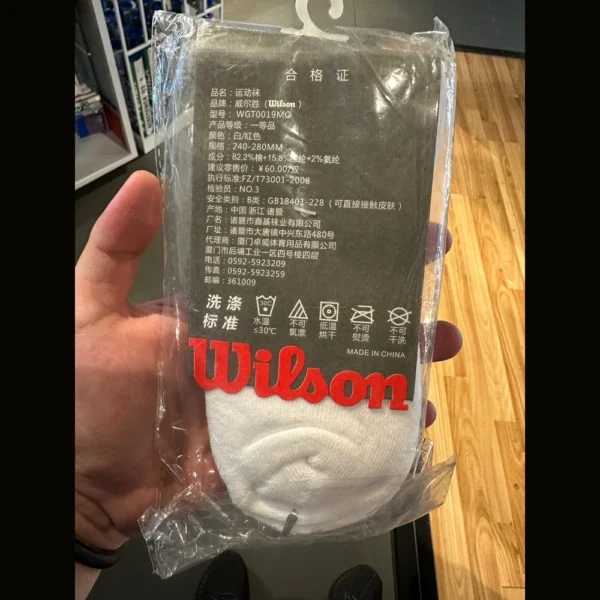 合格证
品名：运动袜
品牌：威尔胜（Wilson）
型号：WGT0019MO
产品等级：一等品
颜色：白/红色
规格：240-280MM
成分：82.2%棉+15.8%纶+2%氨纶
建议零售价：￥60.00/双
执行标准:FZ/T73001-2008
检验员：NO.3
安全类别：B类：GB18401-228（可直接接触皮肤）
产地：中国 浙江 诸暨
厂名：诸暨市鑫基袜业有限公司
厂址：诸暨市大唐镇中兴东路480号
代理商：厦门卓威体育用品有限公司
厦门市后埔工业一区四号楼四层
电话：0592-5923209
传真：0592-5923259
邮编：361009
洗涤标准
30C
水温≤30℃
不可氯漂
低温烘干
不可熨烫
不可干洗
MADE IN CHINA
Wilson